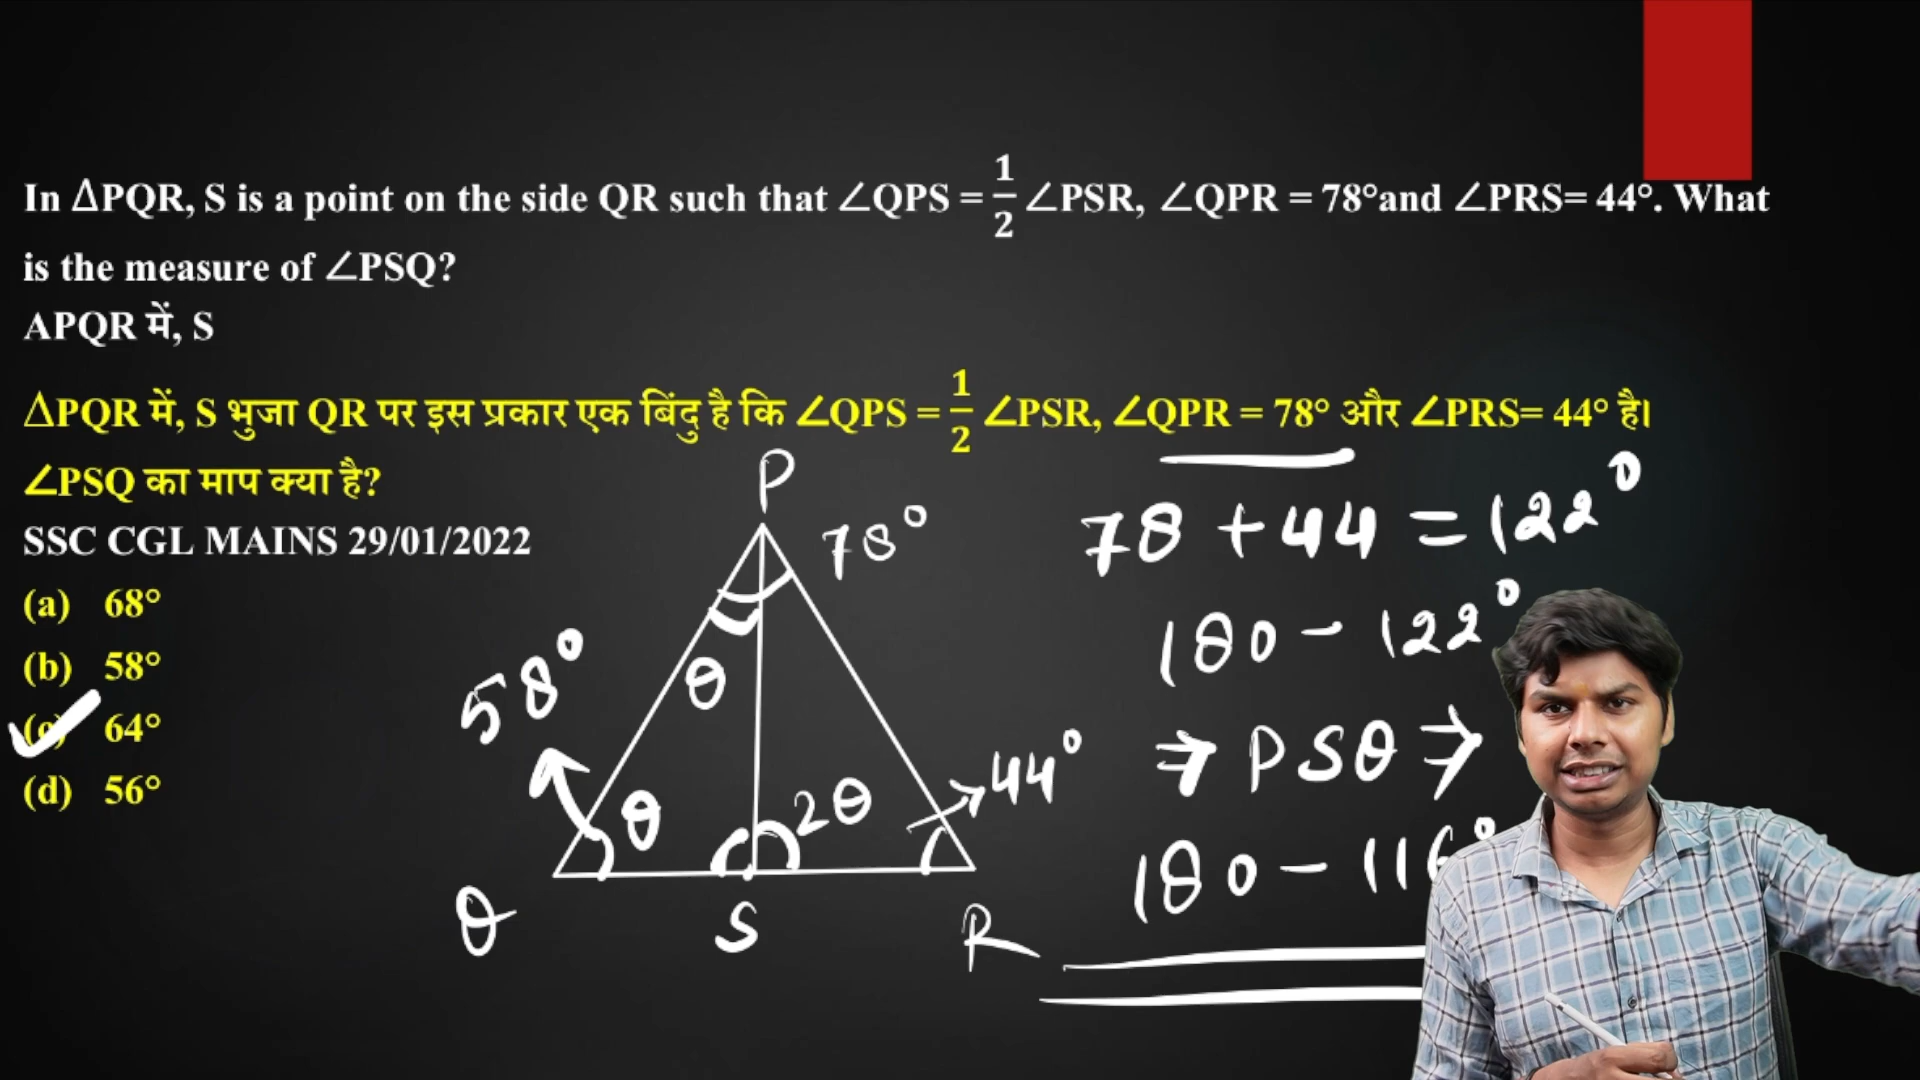 In ΔPQR, S is a point on the side QR such that ∠QPS = 1/2 ∠PSR, ∠QPR = 78°and ∠PRS= 44°. What
is the measure of ∠PSQ?
APQR में, S
ΔPQR में, S भुजा QR पर इस प्रकार एक बिंदु है कि ∠QPS = 1/2 ∠PSR, ∠QPR = 78° और ∠PRS= 44° है।
∠PSQ का माप क्या है?
SSC CGL MAINS 29/01/2022
(a) 68°
(b) 58°
(c) 64°
(d) 56°
P
78°
θ
58°
θ
2θ
44°
Q
S
R
78 + 44 = 122°
180 - 122°
⇒ PSQ →
180 - 116°